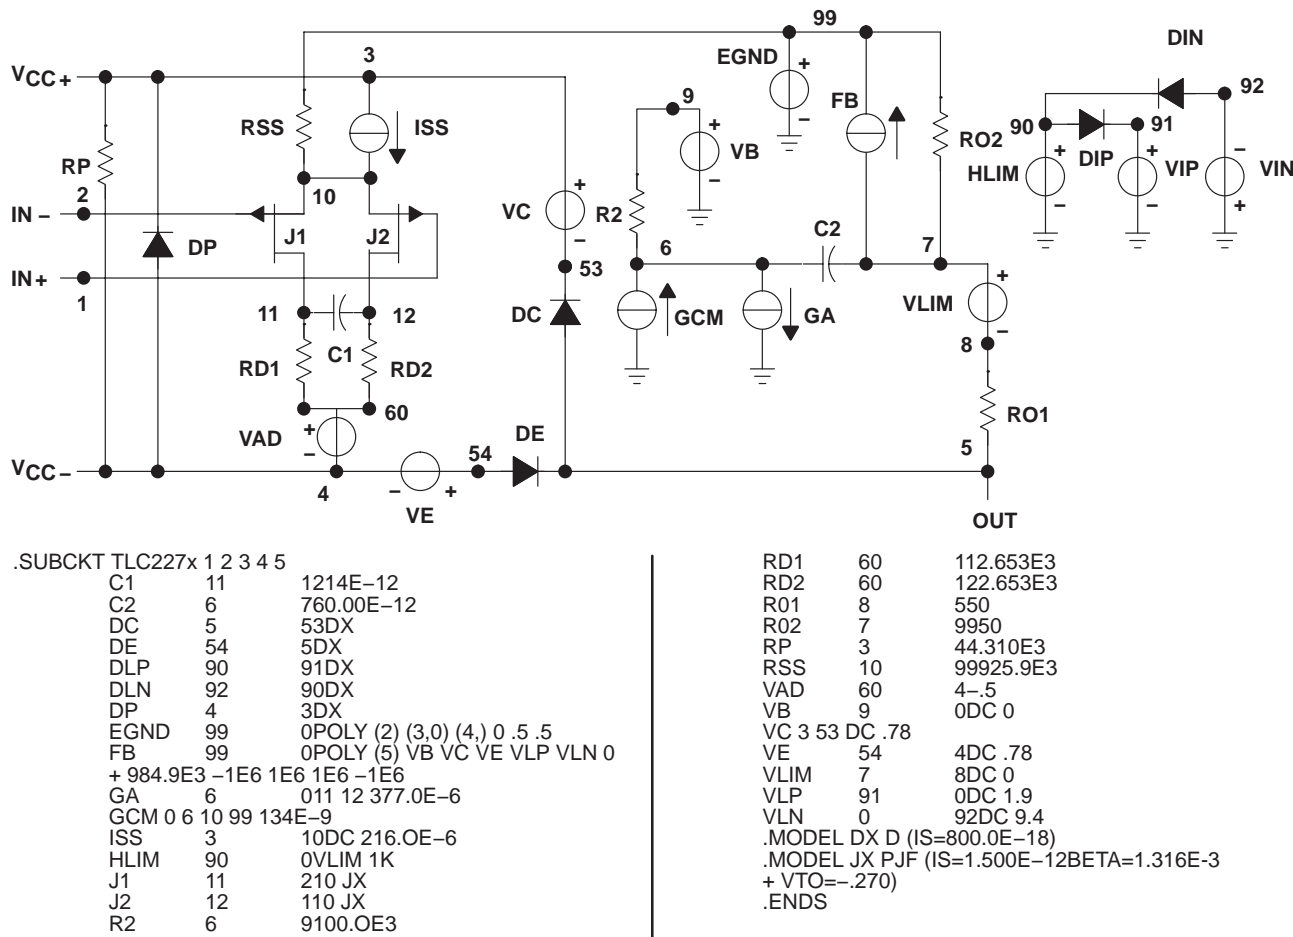 99
DIN
3
EGND
+
V CC+
92
9
FB
RSS
ISS
+
90
91
RO2
VB
RP
DIP
HLIM
VIP
VIN
2
10
IN −
R2
C2
VC
J1
J2
DP
6
7
IN+
53
1
VLIM
11
12
DC
GCM
GA
C1
8
RD1
RD2
60
RO1
VAD
DE
54
5
V CC −
4
VE
OUT
.SUBCKT TLC227x 1 2 3 4 5
C1 11 1214E−12
C2 6 760.00E−12
DC 5 53DX
DE 54 5DX
DLP 90 91DX
DLN 92 90DX
DP 4 3DX
EGND 99 0POLY (2) (3,0) (4,) 0 .5 .5
FB 99 0POLY (5) VB VC VE VLP VLN 0
+ 984.9E3 −1E6 1E6 1E6 −1E6
GA 6 011 12 377.0E−6
GCM 0 6 10 99 134E−9
ISS 3 10DC 216.OE−6
HLIM 90 0VLIM 1K
J1 11 210 JX
J2 12 110 JX
R2 6 9100.OE3
RD1 60 112.653E3
RD2 60 122.653E3
R01 8 550
R02 7 9950
RP 3 44.310E3
RSS 10 99925.9E3
VAD 60 4−.5
VB 9 0DC 0
VC 3 53 DC .78
VE 54 4DC .78
VLIM 7 8DC 0
VLP 91 0DC 1.9
VLN 0 92DC 9.4
.MODEL DX D (IS=800.0E−18)
.MODEL JX PJF (IS=1.500E−12BETA=1.316E-3
+ VTO=−.270)
.ENDS